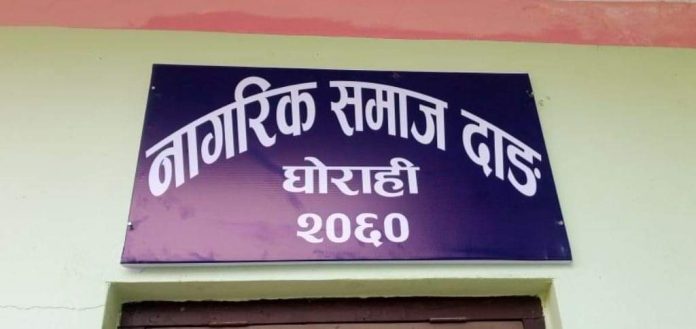 नागरिक समाज दाङ
घोराही
२०६०